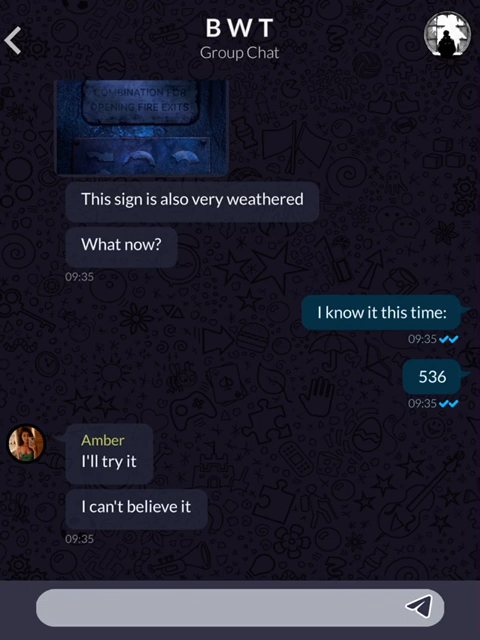 BWT
Group Chat
COMBINATION FOR
OPENING FIRE EXITS
This sign is also very weathered
What now?
09:35
I know it this time:
09:35
536
09:35
Amber
I'll try it
I can't believe it
09:35